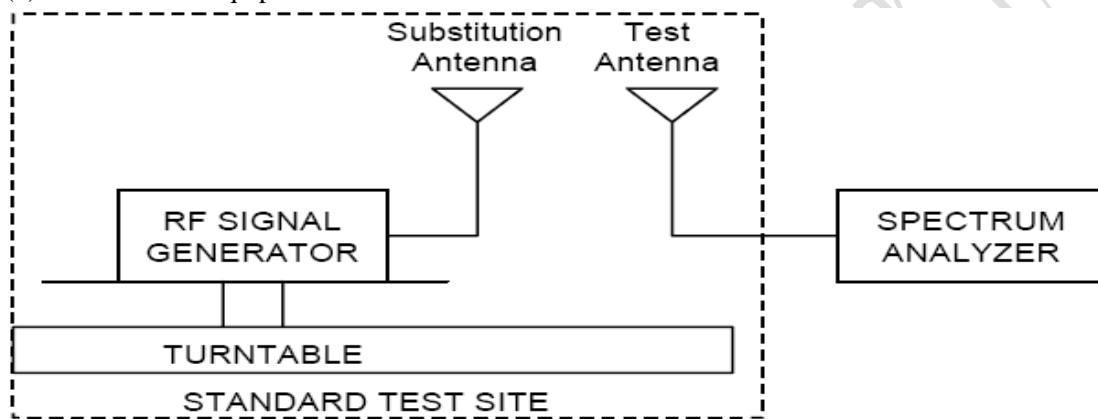 Substitution
Antenna
Test
Antenna
RF SIGNAL
GENERATOR
SPECTRUM
ANALYZER
TURNTABLE
STANDARD TEST SITE